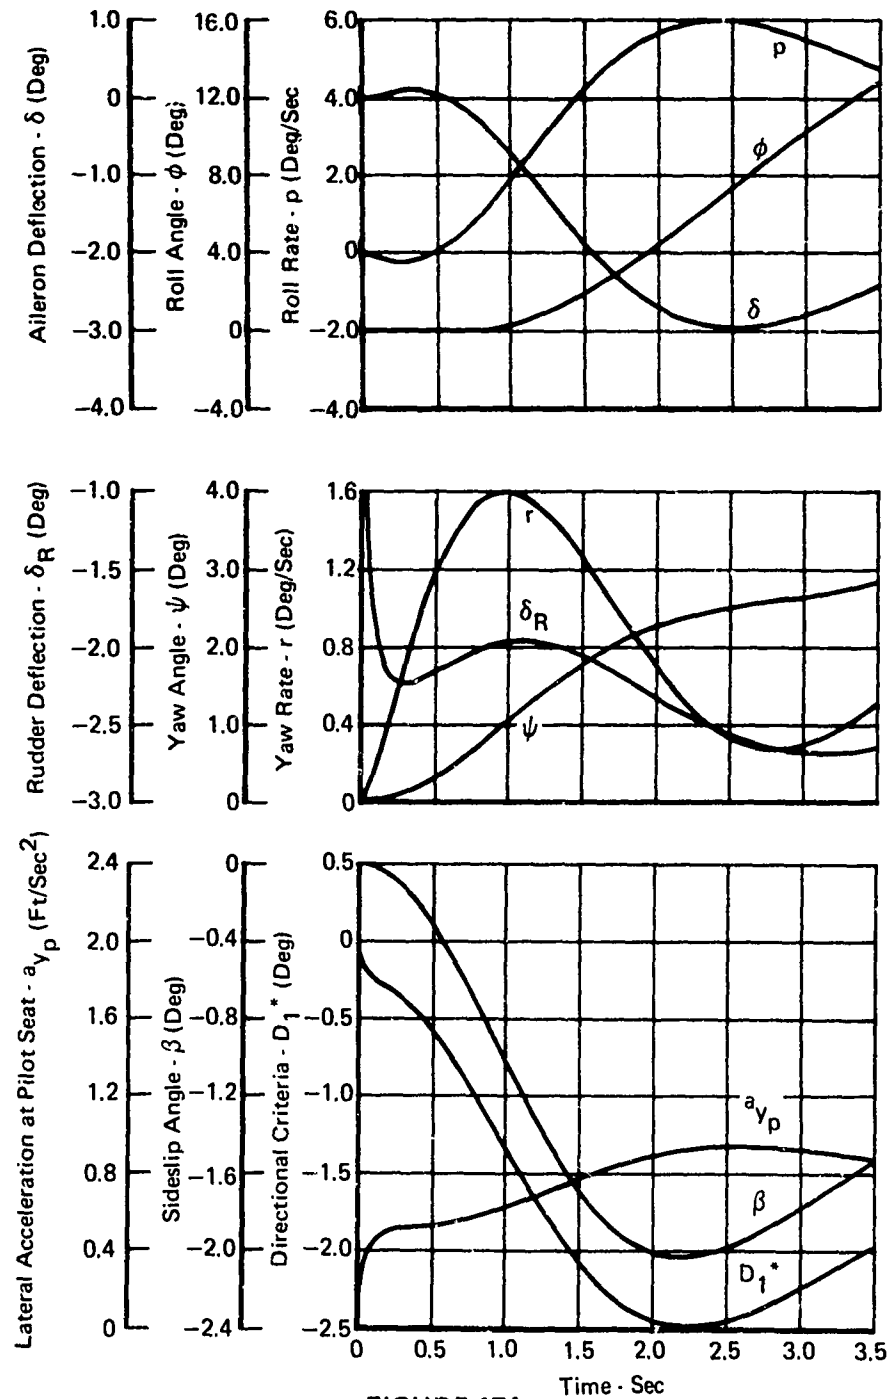 Aileron Deflection - δ (Deg)
1.0
0
−1.0
−2.0
−3.0
−4.0
Roll Angle - ϕ (Deg)
16.0
12.0
8.0
4.0
0
−4.0
Roll Rate - p (Deg/Sec
6.0
4.0
2.0
0
−2.0
−4.0
p
ϕ
δ
Rudder Deflection - δR (Deg)
−1.0
−1.5
−2.0
−2.5
−3.0
Yaw Angle - ψ (Deg)
4.0
3.0
2.0
1.0
0
Yaw Rate - r (Deg/Sec)
1.6
1.2
0.8
0.4
0
r
δR
ψ
Lateral Acceleration at Pilot Seat - ayp (Ft/Sec2)
2.4
2.0
1.6
1.2
0.8
0.4
0
Sideslip Angle - β (Deg)
0
−0.4
−0.8
−1.2
−1.6
−2.0
−2.4
Directional Criteria - D1* (Deg)
0.5
0
−0.5
−1.0
−1.5
−2.0
−2.5
ayp
β
D1*
0 0.5 1.0 1.5 2.0 2.5 3.0 3.5
Time - Sec